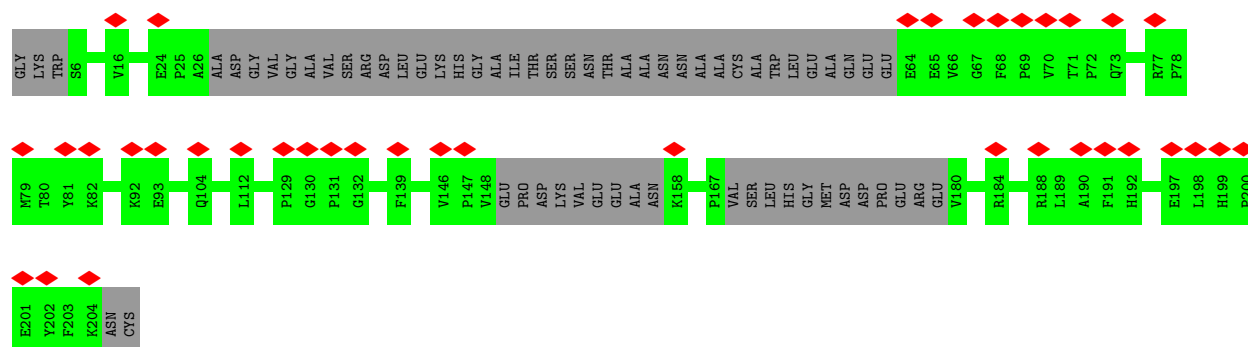 GLY LYS TRP S6 V16 E24 P25 A26 ALA ASP GLY VAL GLY ALA VAL SER ARG ASP LEU GLU LYS HIS GLY ALA ILE THR SER SER ASN THR ALA ALA ASN ASN ALA ALA CYS ALA TRP LEU GLU ALA GLN GLU GLU E64 E65 V66 G67 F68 P69 V70 T71 P72 Q73 R77 P78
M79 T80 Y81 K82 K92 E93 Q104 L112 P129 G130 P131 G132 F139 V146 P147 V148 GLU PRO ASP LYS VAL GLU GLU ALA ASN K158 P167 VAL SER LEU HIS GLY MET ASP ASP PRO GLU ARG GLU V180 R184 R188 L189 A190 F191 H192 E197 L198 H199 P200
E201 Y202 F203 K204 ASN CYS